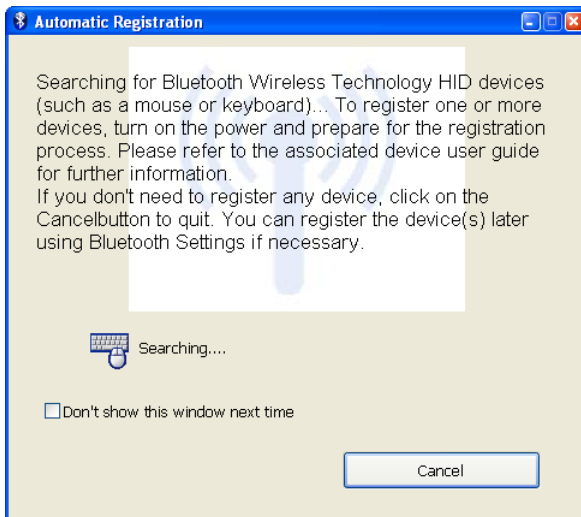 Automatic Registration
Searching for Bluetooth Wireless Technology HID devices
(such as a mouse or keyboard)... To register one or more
devices, turn on the power and prepare for the registration
process. Please refer to the associated device user guide
for further information.
If you don't need to register any device, click on the
Cancelbutton to quit. You can register the device(s) later
using Bluetooth Settings if necessary.
Searching....
Don't show this window next time
Cancel